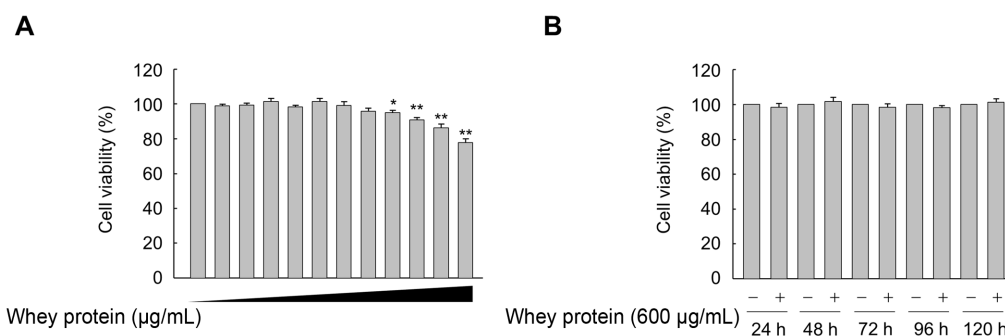 A
120
100
80
60
40
20
0
Cell viability (%)
* ** ** **
Whey protein (μg/mL)
B
120
100
80
60
40
20
0
Cell viability (%)
− + − + − + − + − +
Whey protein (600 μg/mL)
24 h 48 h 72 h 96 h 120 h